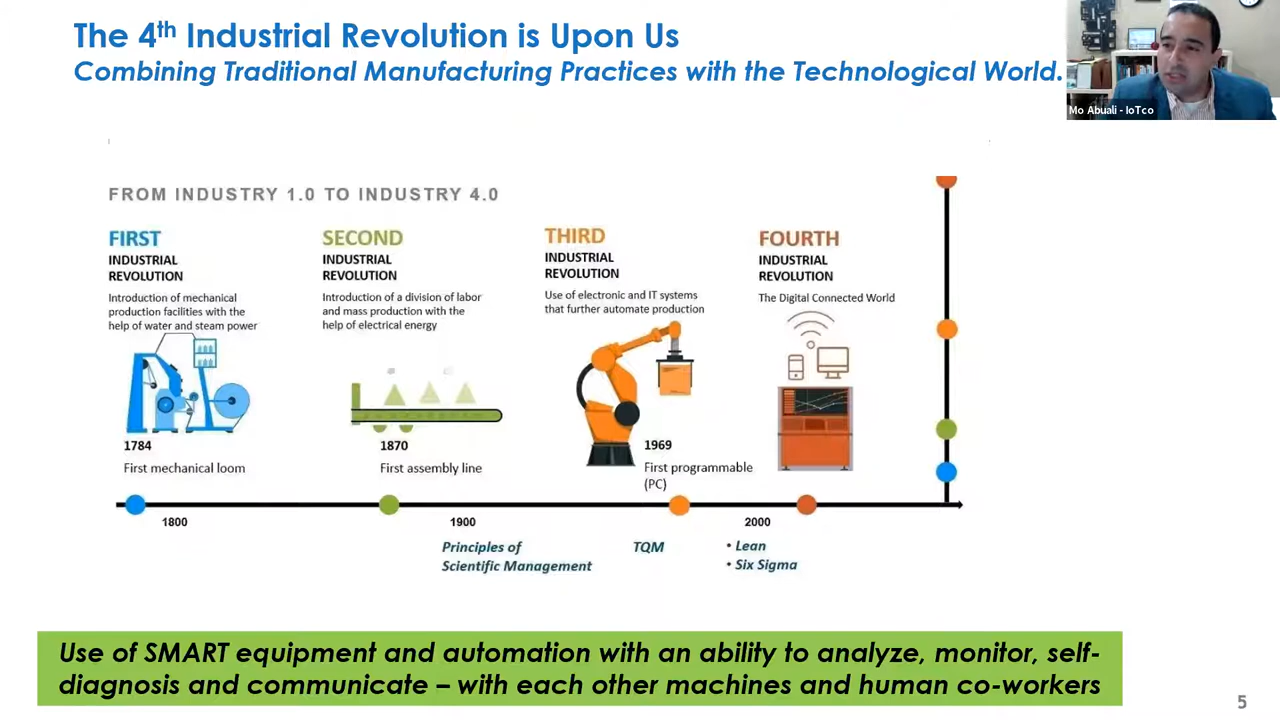 The 4th Industrial Revolution is Upon Us
Combining Traditional Manufacturing Practices with the Technological World.
Mo Abuali - IoTco
FROM INDUSTRY 1.0 TO INDUSTRY 4.0
FIRST
INDUSTRIAL
REVOLUTION
Introduction of mechanical
production facilities with the
help of water and steam power
1784
First mechanical loom
SECOND
INDUSTRIAL
REVOLUTION
Introduction of a division of labor
and mass production with the
help of electrical energy
1870
First assembly line
THIRD
INDUSTRIAL
REVOLUTION
Use of electronic and IT systems
that further automate production
1969
First programmable
(PC)
FOURTH
INDUSTRIAL
REVOLUTION
The Digital Connected World
1800
1900
2000
Principles of
Scientific Management
TQM
• Lean
• Six Sigma
Use of SMART equipment and automation with an ability to analyze, monitor, self-
diagnosis and communicate – with each other machines and human co-workers
5